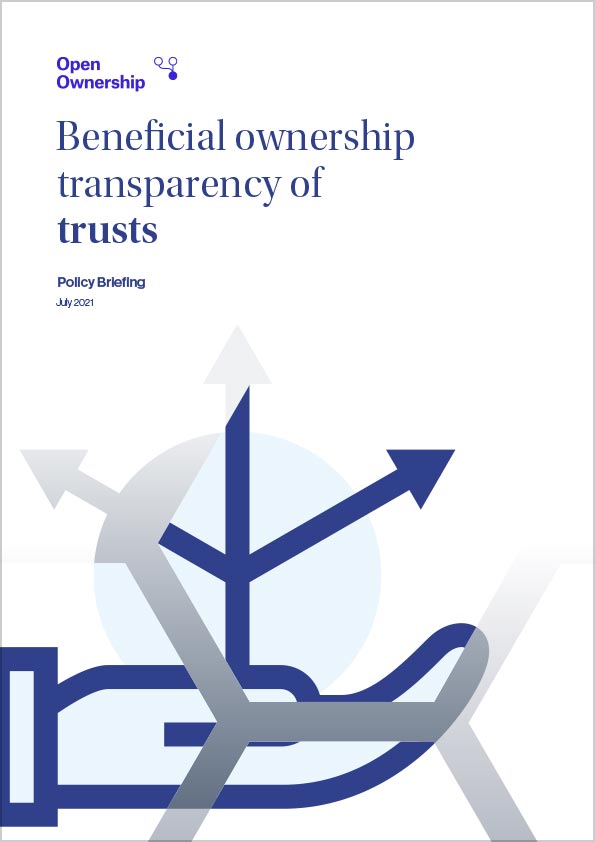 Open
Ownership
Beneficial ownership
transparency of
trusts
Policy Briefing
July 2021